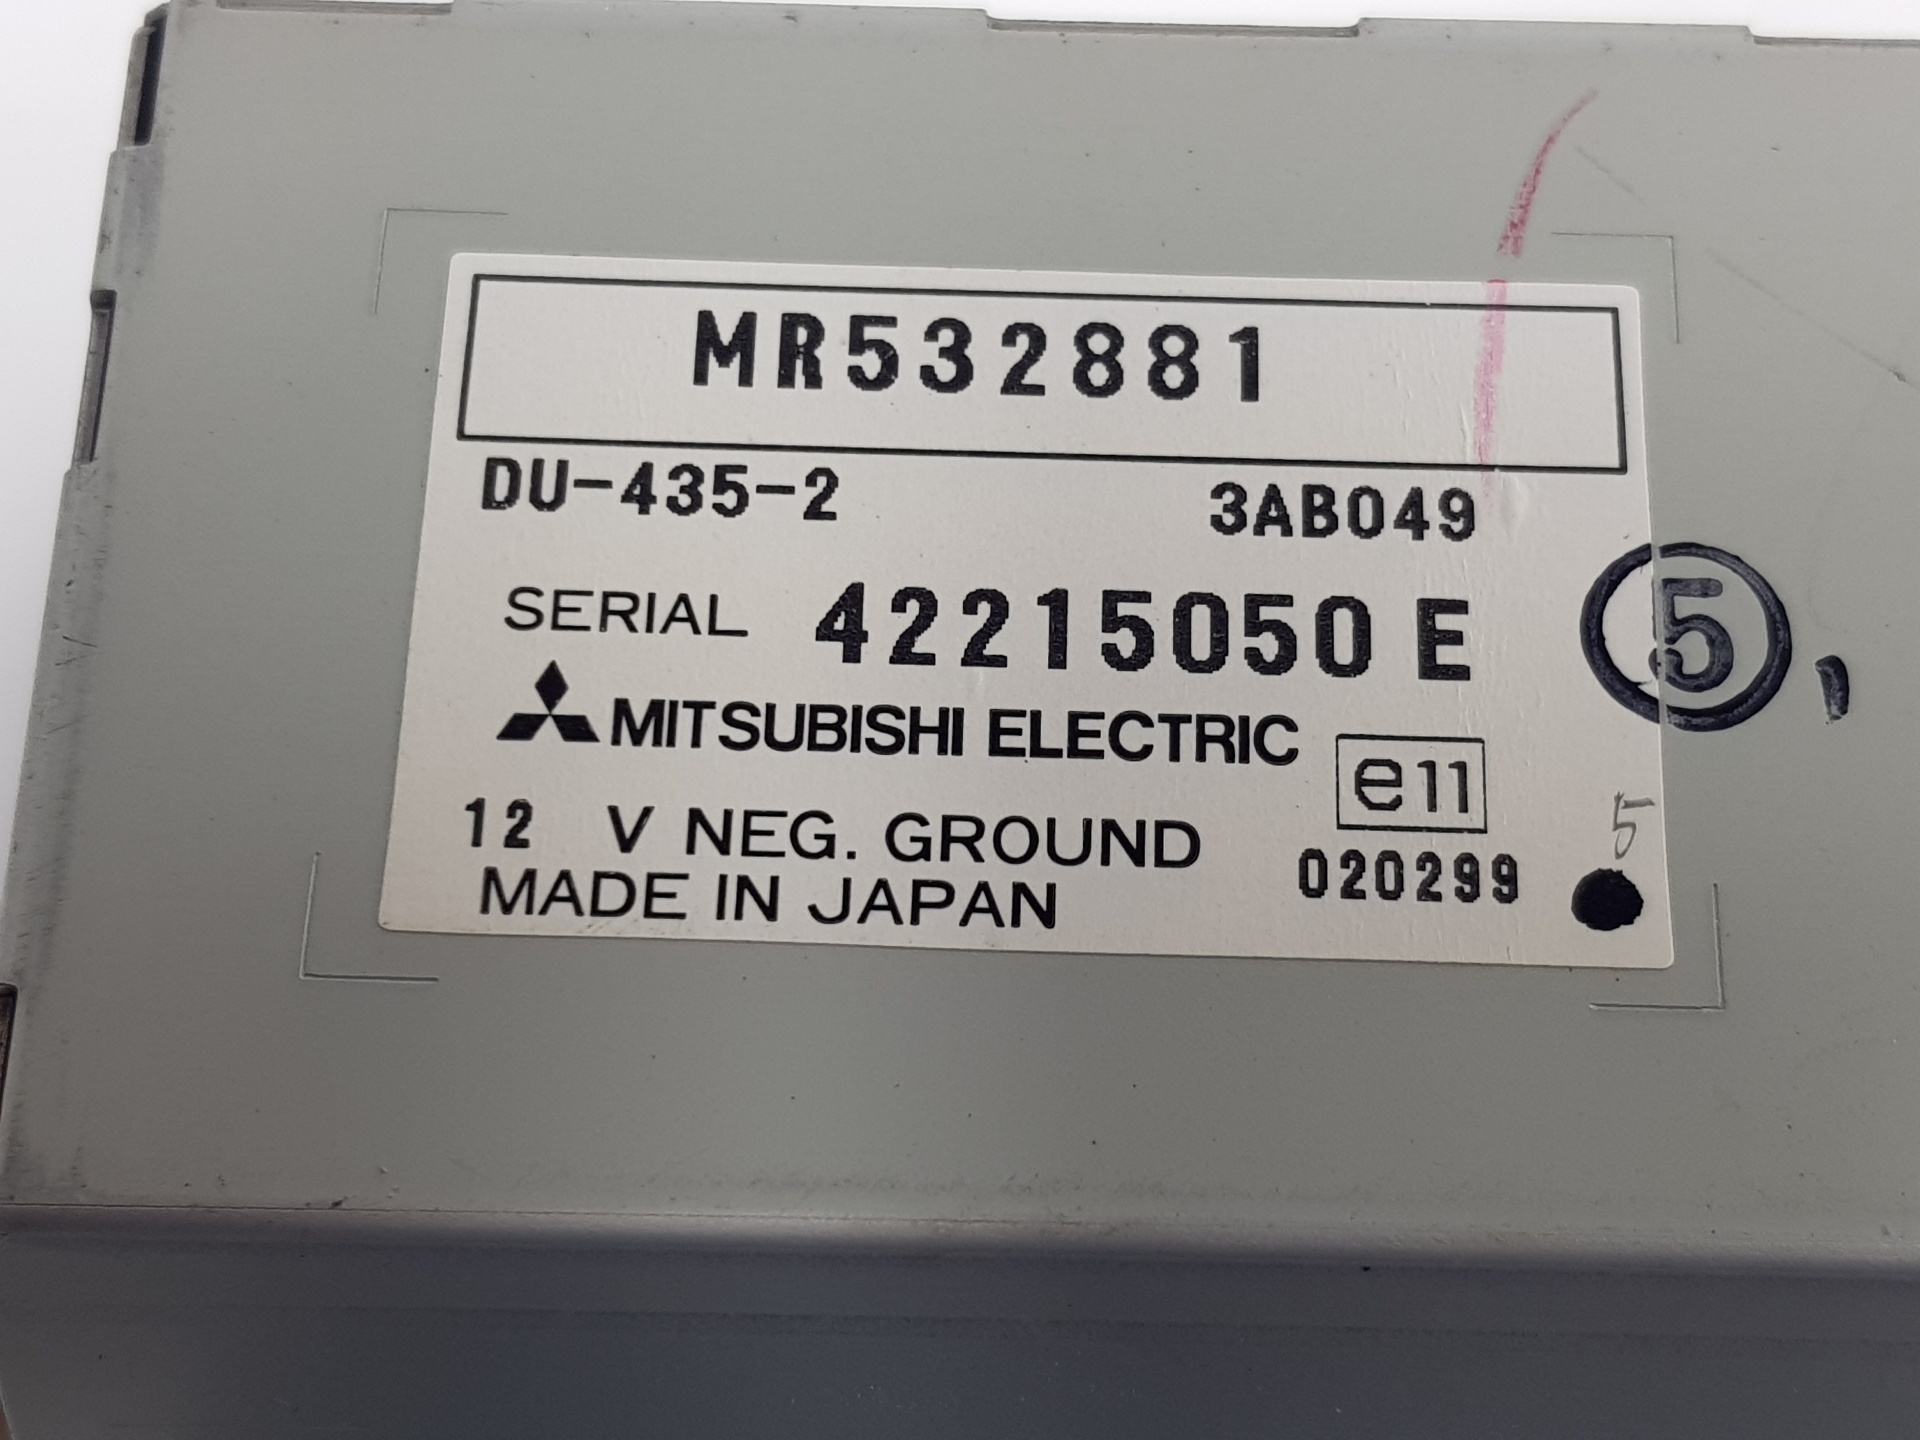 MR532881
DU-435-2 3AB049
SERIAL 42215050 E
5
MITSUBISHI ELECTRIC
e11
12 V NEG. GROUND
5
020299
MADE IN JAPAN